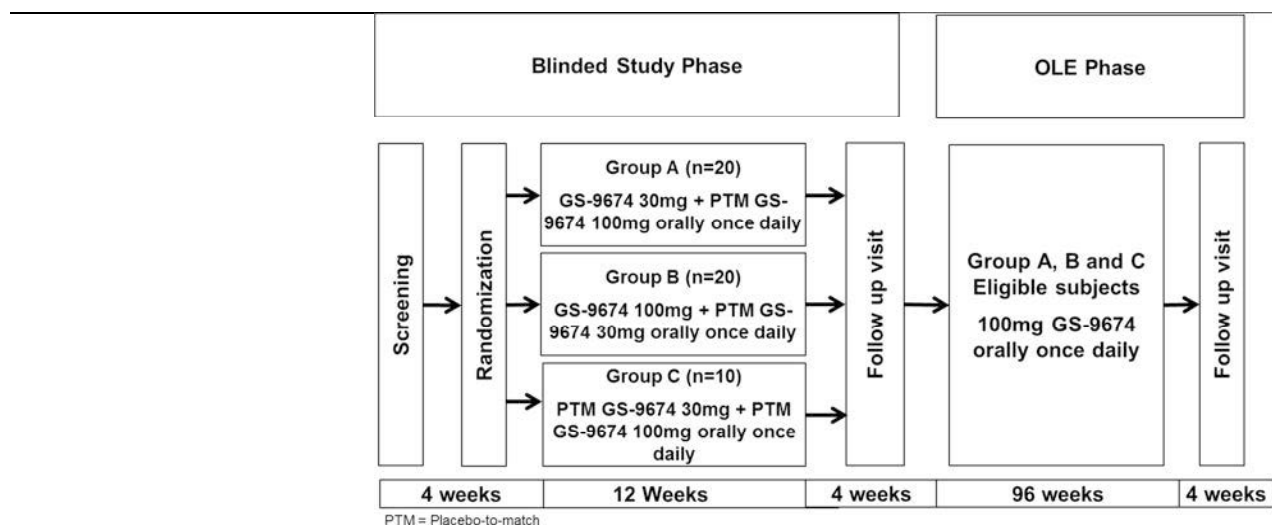 Blinded Study Phase
OLE Phase
Screening
Randomization
Group A (n=20)
GS-9674 30mg + PTM GS-
9674 100mg orally once daily
Group B (n=20)
GS-9674 100mg + PTM GS-
9674 30mg orally once daily
Group C (n=10)
PTM GS-9674 30mg + PTM
GS-9674 100mg orally once
daily
Follow up visit
Group A, B and C
Eligible subjects
100mg GS-9674
orally once daily
Follow up visit
4 weeks
12 Weeks
4 weeks
96 weeks
4 weeks
PTM = Placebo-to-match